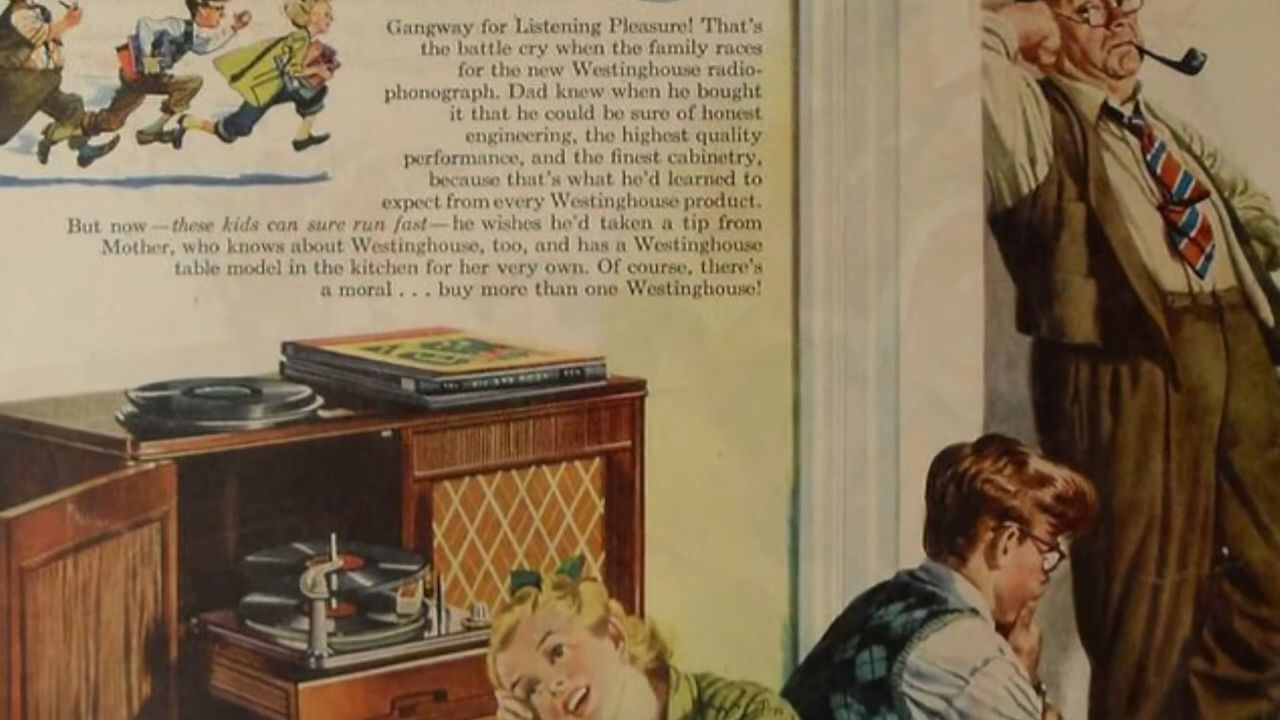 Gangway for Listening Pleasure! That's
the battle cry when the family races
for the new Westinghouse radio-
phonograph. Dad knew when he bought
it that he could be sure of honest
engineering, the highest quality
performance, and the finest cabinetry,
because that's what he'd learned to
expect from every Westinghouse product.
But now—these kids can sure run fast—he wishes he'd taken a tip from
Mother, who knows about Westinghouse, too, and has a Westinghouse
table model in the kitchen for her very own. Of course, there's
a moral . . . buy more than one Westinghouse!